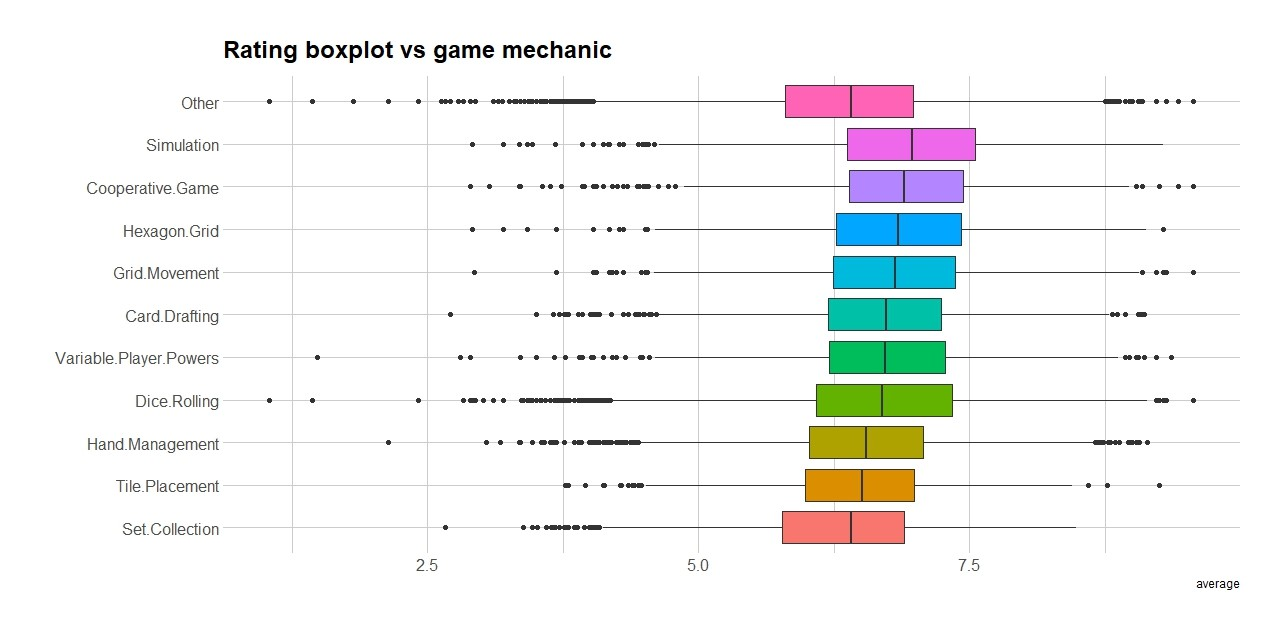 Rating boxplot vs game mechanic
Other
Simulation
Cooperative.Game
Hexagon.Grid
Grid.Movement
Card.Drafting
Variable.Player.Powers
Dice.Rolling
Hand.Management
Tile.Placement
Set.Collection
2.5 5.0 7.5
average